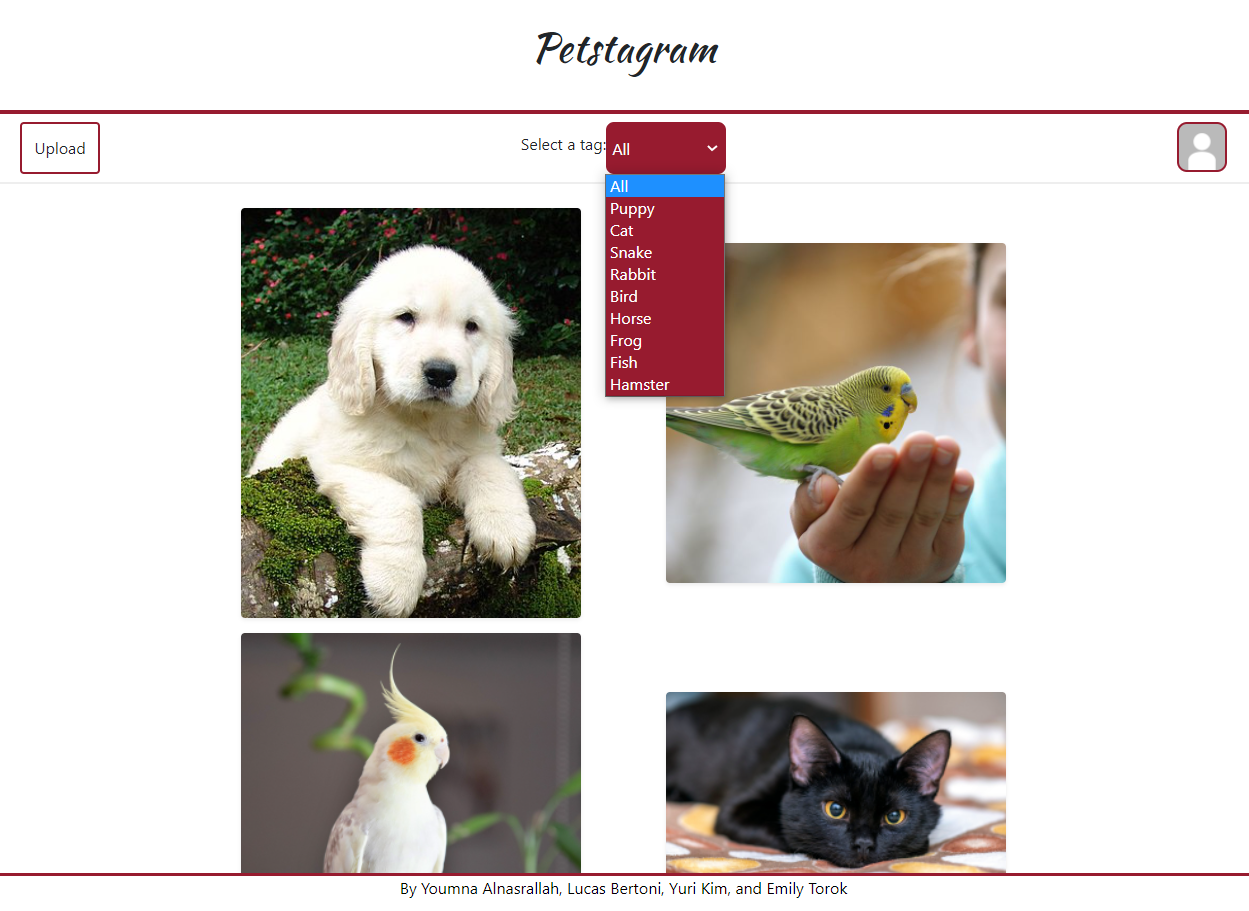 Petstagram
Upload
Select a tag:
All
All
Puppy
Cat
Snake
Rabbit
Bird
Horse
Frog
Fish
Hamster
By Youmna Alnasrallah, Lucas Bertoni, Yuri Kim, and Emily Torok